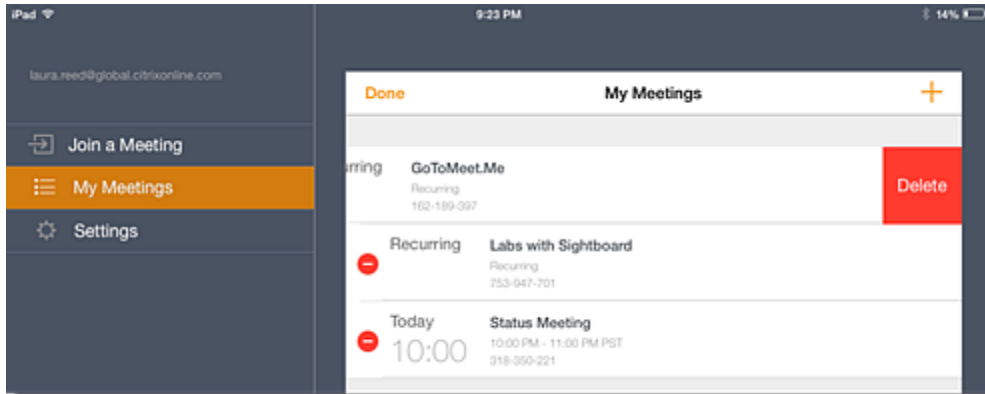 iPad 9:23 PM 14%
laura.reed@global.citrixonline.com
Join a Meeting
My Meetings
Settings
Done My Meetings +
urring GoToMeet.Me
Recurring
162-189-397
Delete
Recurring Labs with Sightboard
Recurring
753-947-701
Today Status Meeting
10:00 10:00 PM - 11:00 PM PST
318-350-221